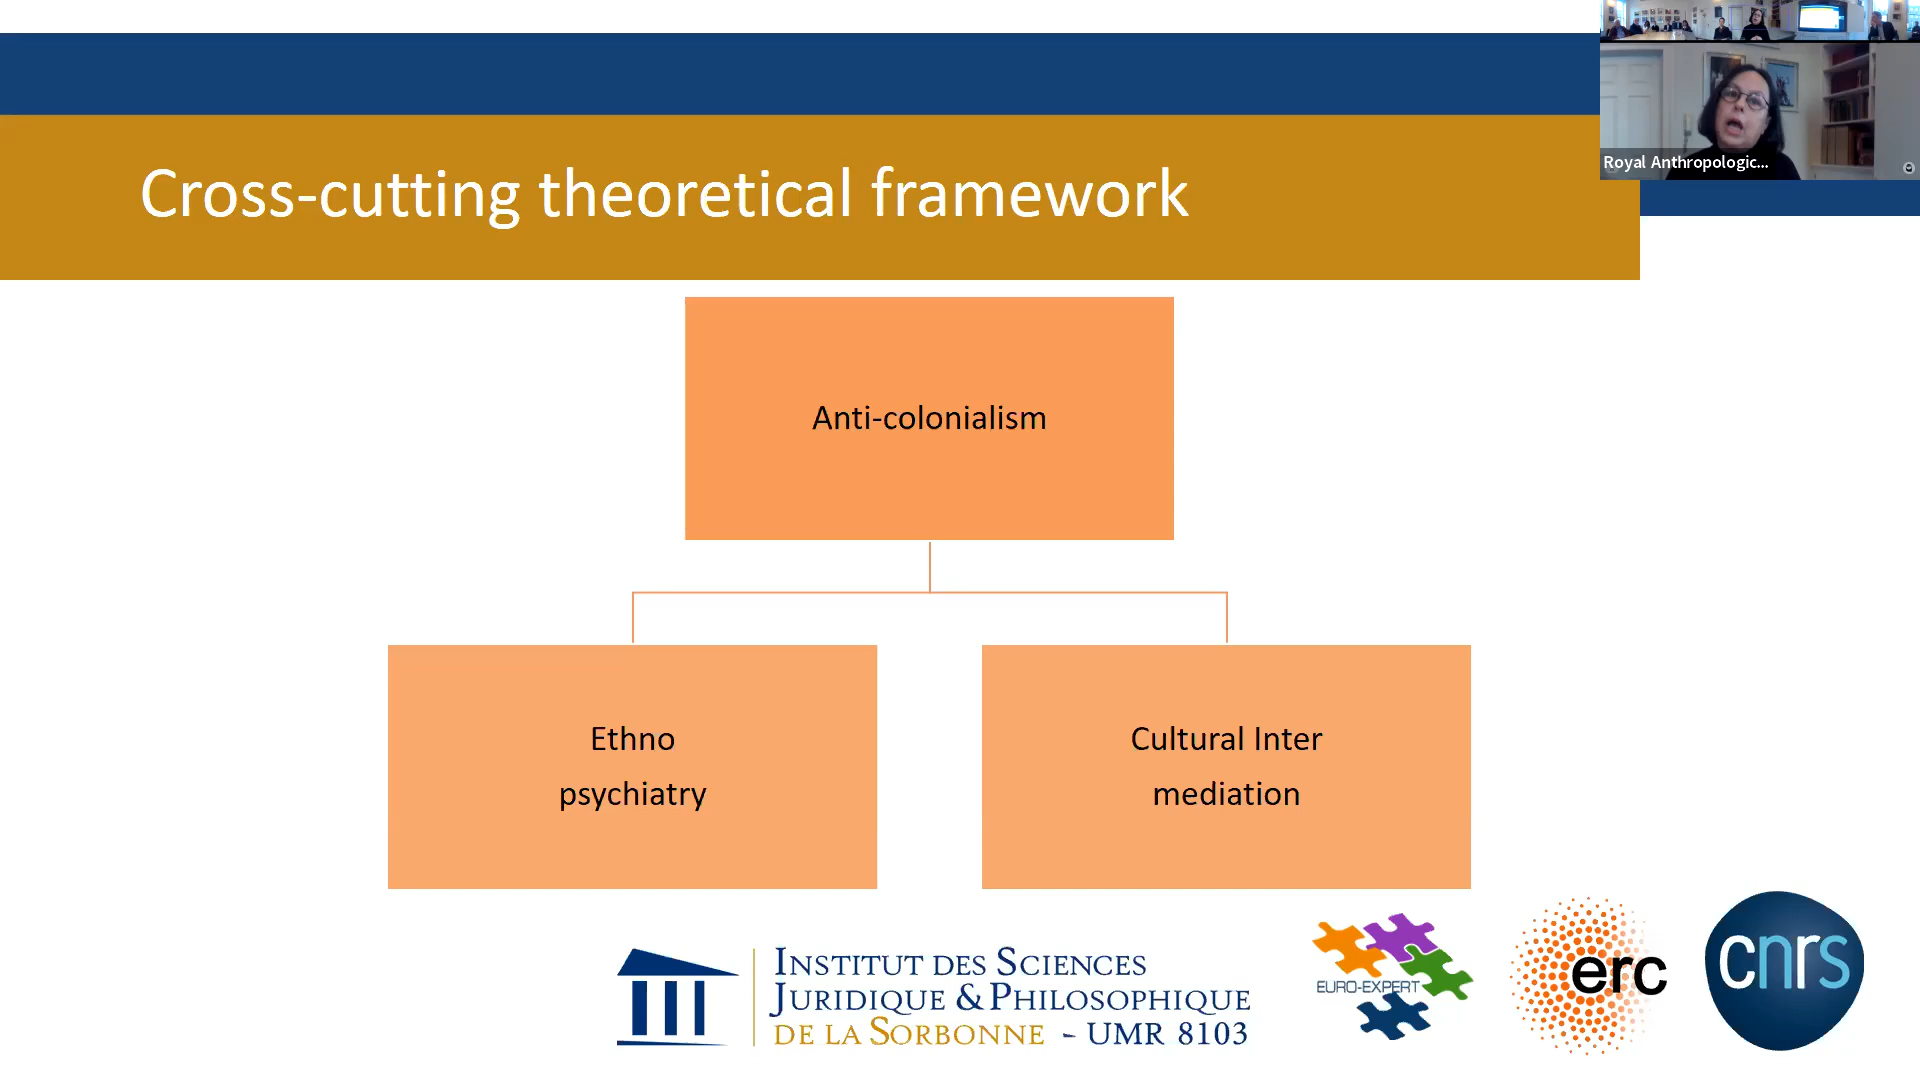 Royal Anthropologic...
Cross-cutting theoretical framework
Anti-colonialism
Ethno
psychiatry
Cultural Inter
mediation
INSTITUT DES SCIENCES
JURIDIQUE & PHILOSOPHIQUE
DE LA SORBONNE - UMR 8103
EURO-EXPERT
erc
cnrs